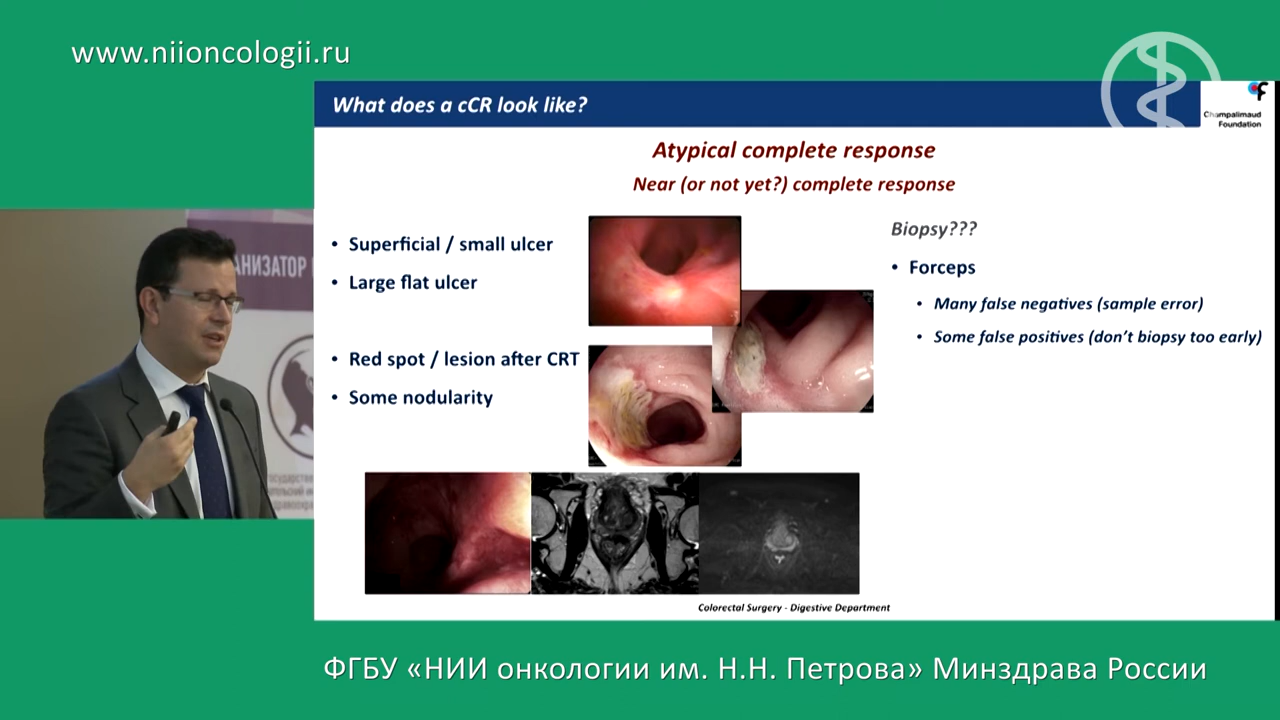 www.niioncologii.ru
What does a cCR look like?
Champalimaud
Foundation
Atypical complete response
Near (or not yet?) complete response
• Superficial / small ulcer
• Large flat ulcer
• Red spot / lesion after CRT
• Some nodularity
Biopsy???
• Forceps
• Many false negatives (sample error)
• Some false positives (don't biopsy too early)
Colorectal Surgery - Digestive Department
ФГБУ «НИИ онкологии им. Н.Н. Петрова» Минздрава России